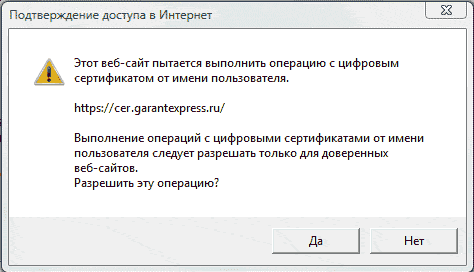 Подтверждение доступа в Интернет
Этот веб-сайт пытается выполнить операцию с цифровым
сертификатом от имени пользователя.
https://cer.garantexpress.ru/
Выполнение операций с цифровыми сертификатами от имени
пользователя следует разрешать только для доверенных
веб-сайтов.
Разрешить эту операцию?
Да
Нет